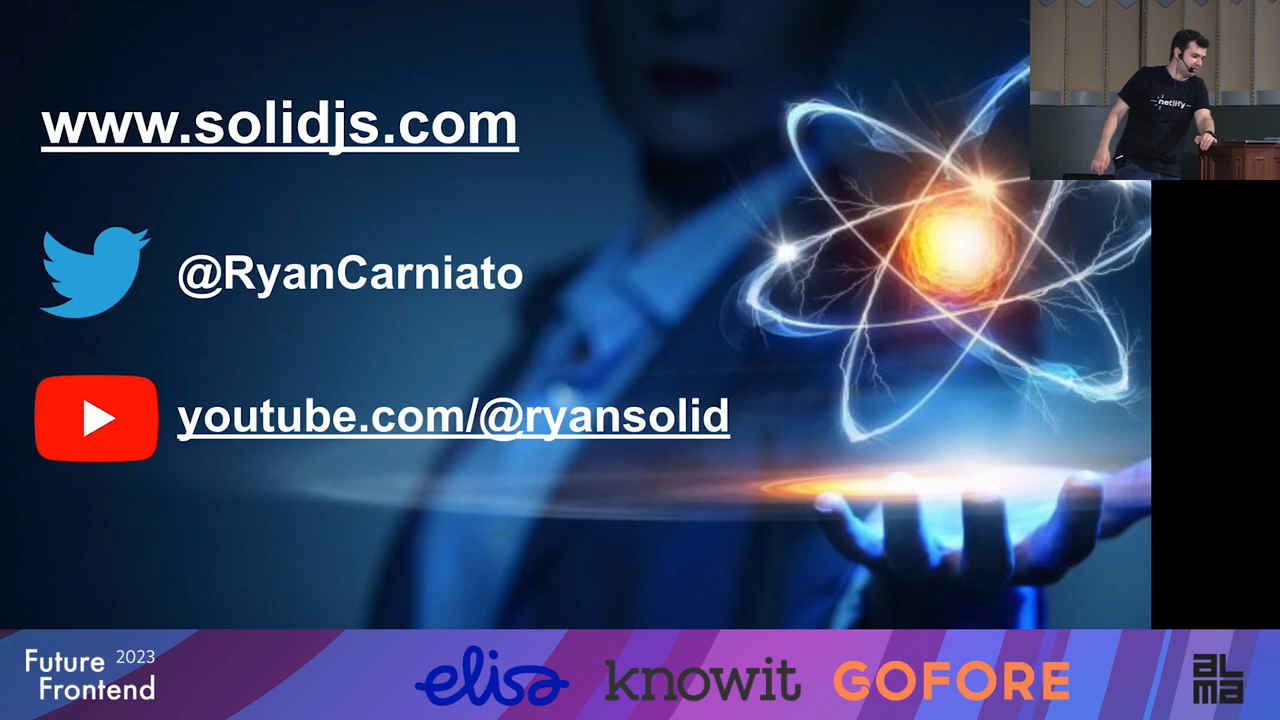 www.solidjs.com
@RyanCarniato
youtube.com/@ryansolid
netlify
Future 2023
Frontend
elisa
knowit
GOFORE
ALMA